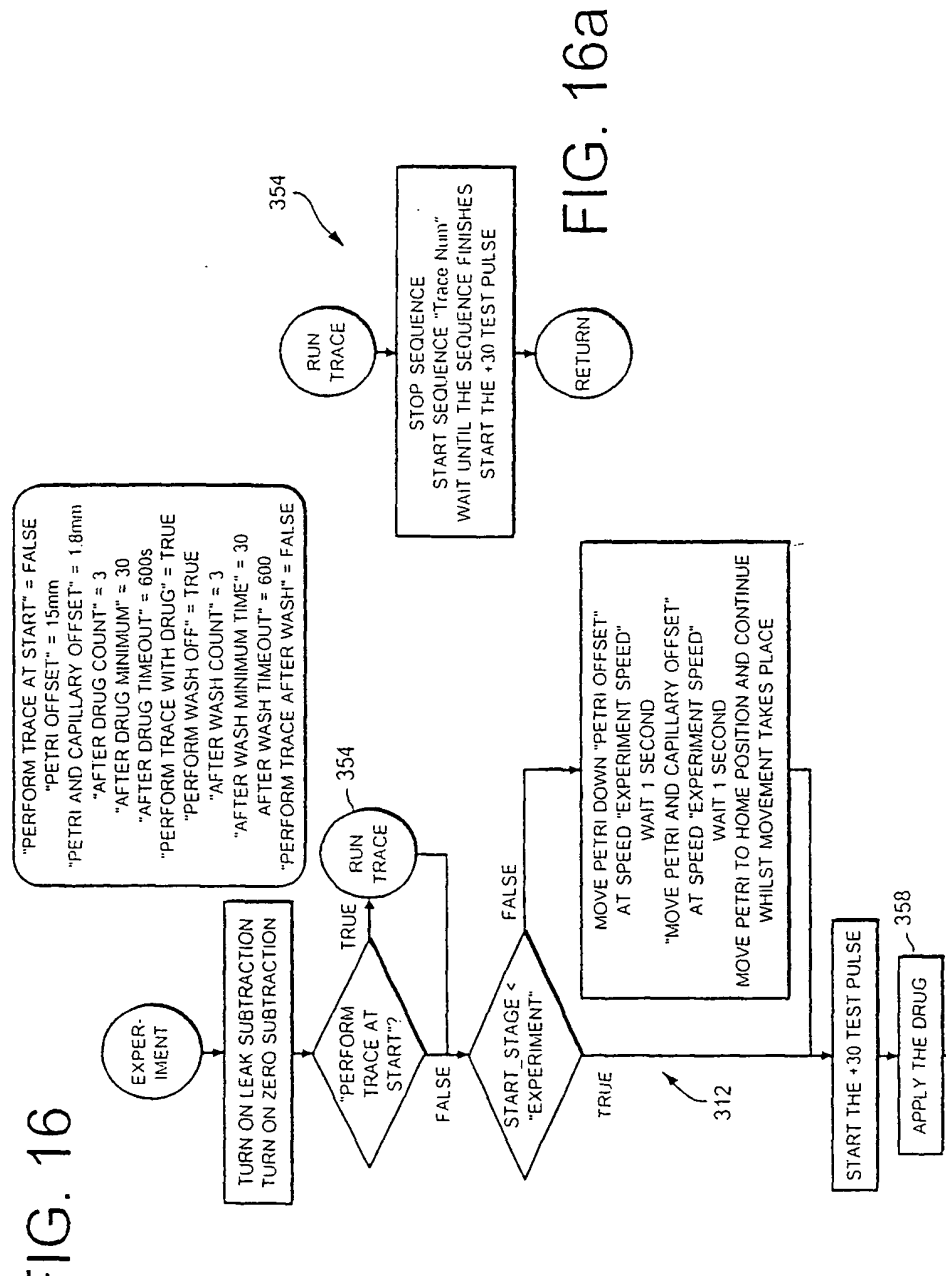 FIG. 16
EXPER-
IMENT
TURN ON LEAK SUBTRACTION
TURN ON ZERO SUBTRACTION
"PERFORM
TRACE AT
START"?
TRUE
FALSE
RUN
TRACE
354
START_STAGE <
"EXPERIMENT"
FALSE
TRUE
312
MOVE PETRI DOWN "PETRI OFFSET"
AT SPEED "EXPERIMENT SPEED"
WAIT 1 SECOND
"MOVE PETRI AND CAPILLARY OFFSET"
AT SPEED "EXPERIMENT SPEED"
WAIT 1 SECOND
MOVE PETRI TO HOME POSITION AND CONTINUE
WHILST MOVEMENT TAKES PLACE
START THE +30 TEST PULSE
APPLY THE DRUG
358
"PERFORM TRACE AT START" = FALSE
"PETRI OFFSET" = 15mm
"PETRI AND CAPILLARY OFFSET" = 1.8mm
"AFTER DRUG COUNT" = 3
"AFTER DRUG MINIMUM" = 30
"AFTER DRUG TIMEOUT" = 600s
"PERFORM TRACE WITH DRUG" = TRUE
"PERFORM WASH OFF" = TRUE
"AFTER WASH COUNT" = 3
"AFTER WASH MINIMUM TIME" = 30
AFTER WASH TIMEOUT" = 600
"PERFORM TRACE AFTER WASH" = FALSE
354
RUN
TRACE
STOP SEQUENCE
START SEQUENCE "Trace Num"
WAIT UNTIL THE SEQUENCE FINISHES
START THE +30 TEST PULSE
RETURN
FIG. 16a